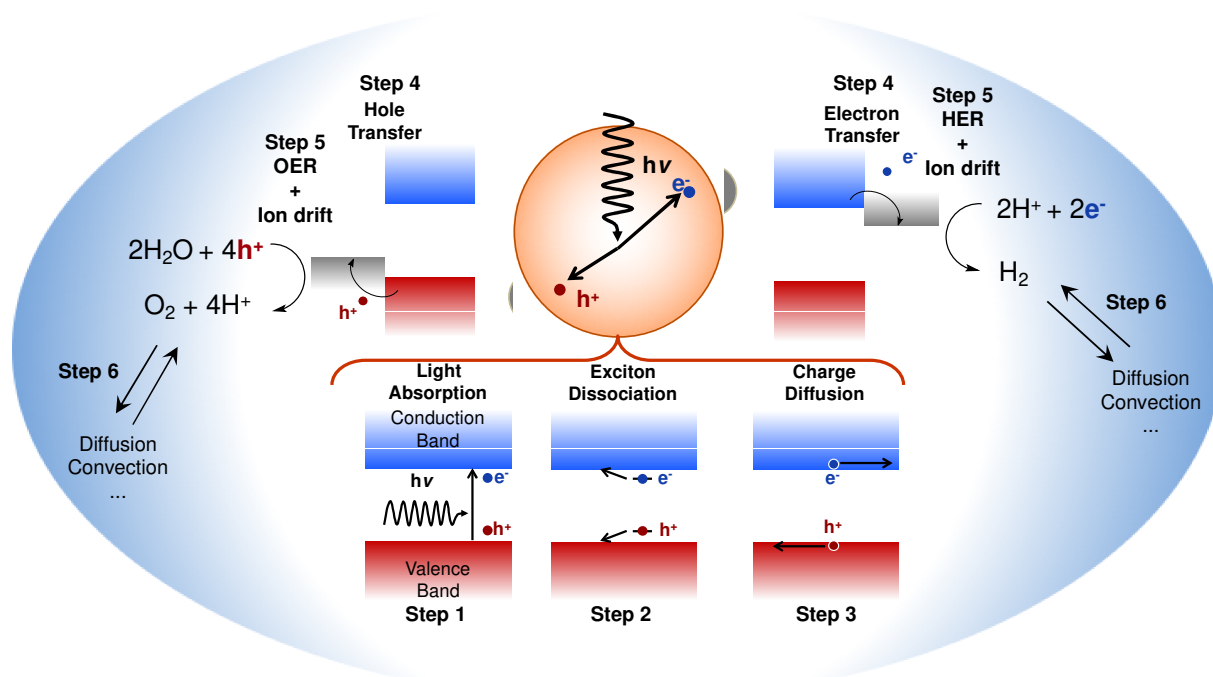 Step 4
Hole
Transfer
Step 5
OER
+
Ion drift
2H₂O + 4h⁺
O₂ + 4H⁺
h⁺
Step 6
Diffusion
Convection
...
hν
e⁻
h⁺
Step 4
Electron
Transfer
e⁻
Step 5
HER
+
Ion drift
2H⁺ + 2e⁻
H₂
Step 6
Diffusion
Convection
...
Light
Absorption
Conduction
Band
hν
e⁻
h⁺
Valence
Band
Step 1
Exciton
Dissociation
e⁻
h⁺
Step 2
Charge
Diffusion
e⁻
h⁺
Step 3